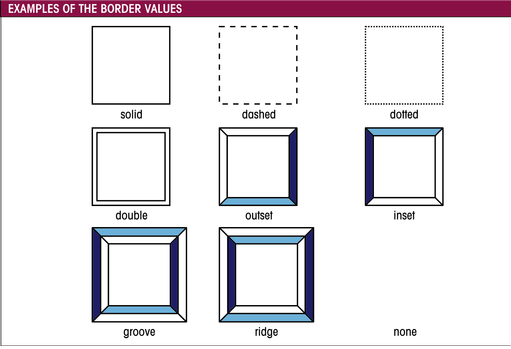 EXAMPLES OF THE BORDER VALUES
solid dashed dotted
double outset inset
groove ridge none